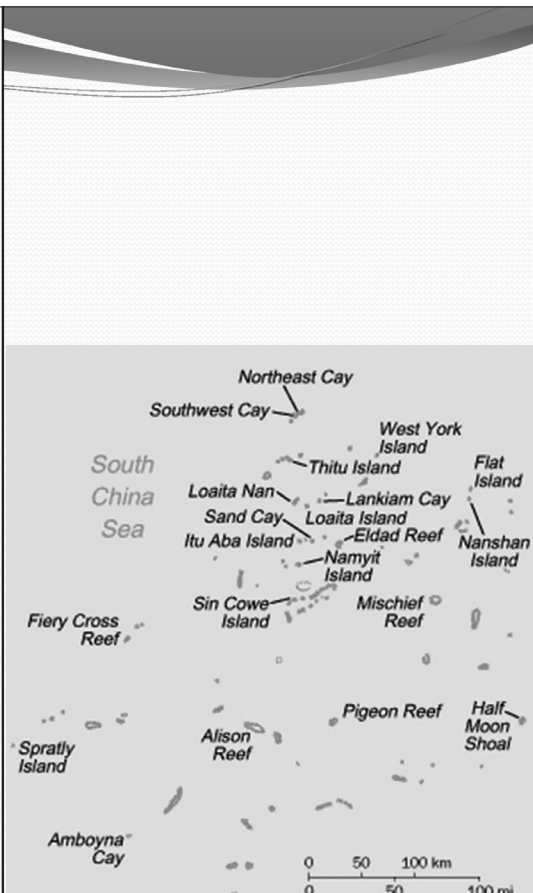 Northeast Cay
Southwest Cay
West York
Island
South
China
Sea
Thitu Island
Flat
Island
Loaita Nan
Lankiam Cay
Sand Cay
Loaita Island
Itu Aba Island
Eldad Reef
Nanshan
Island
Namyit
Island
Sin Cowe
Island
Mischief
Reef
Fiery Cross
Reef
Pigeon Reef
Half
Moon
Shoal
Alison
Reef
Spratly
Island
Amboyna
Cay
0 50 100 km
0 50 100 mi